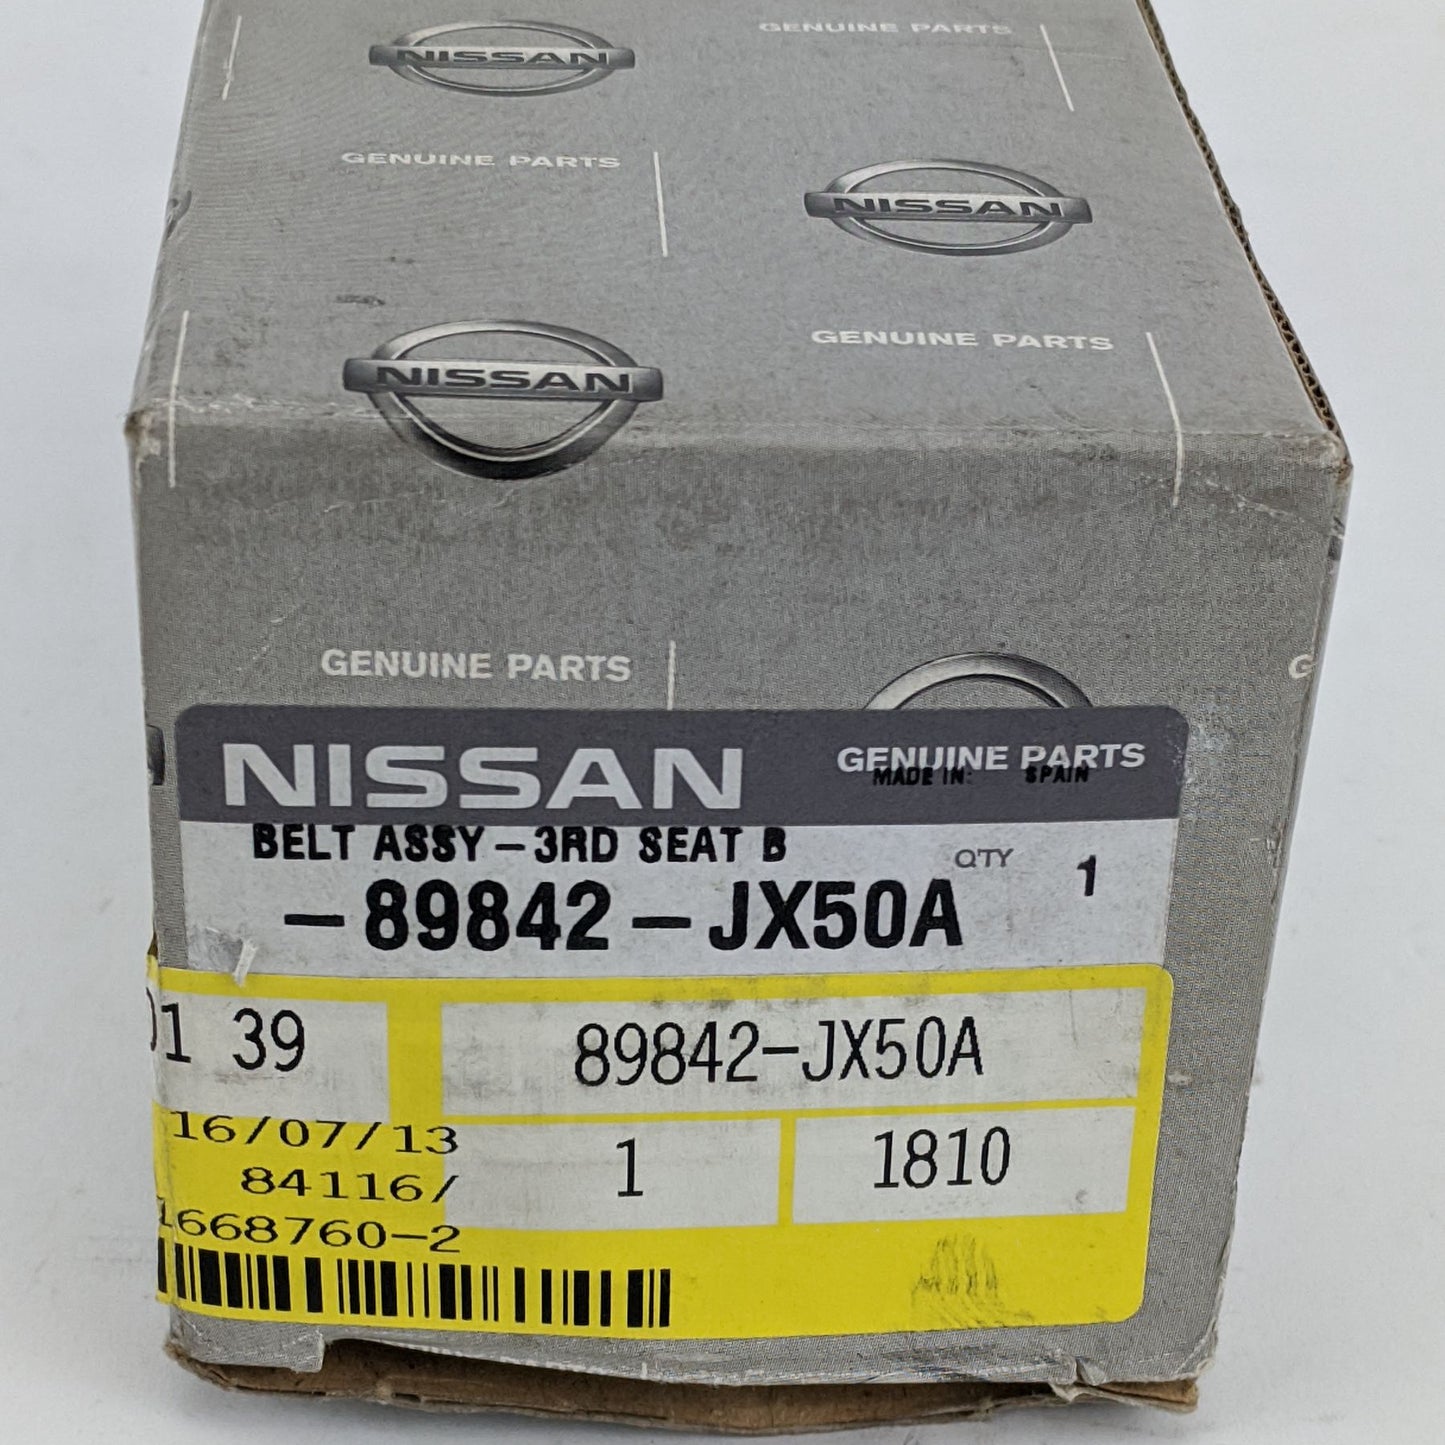 GENUINE PARTS
NISSAN
GENUINE PARTS
NISSAN
GENUINE PARTS
NISSAN
GENUINE PARTS
G
NISSAN GENUINE PARTS
MADE IN: SPAIN
BELT ASSY-3RD SEAT B
QTY 1
-89842-JX50A
01 39 89842-JX50A
16/07/13
84116/ 1 1810
1668760-2